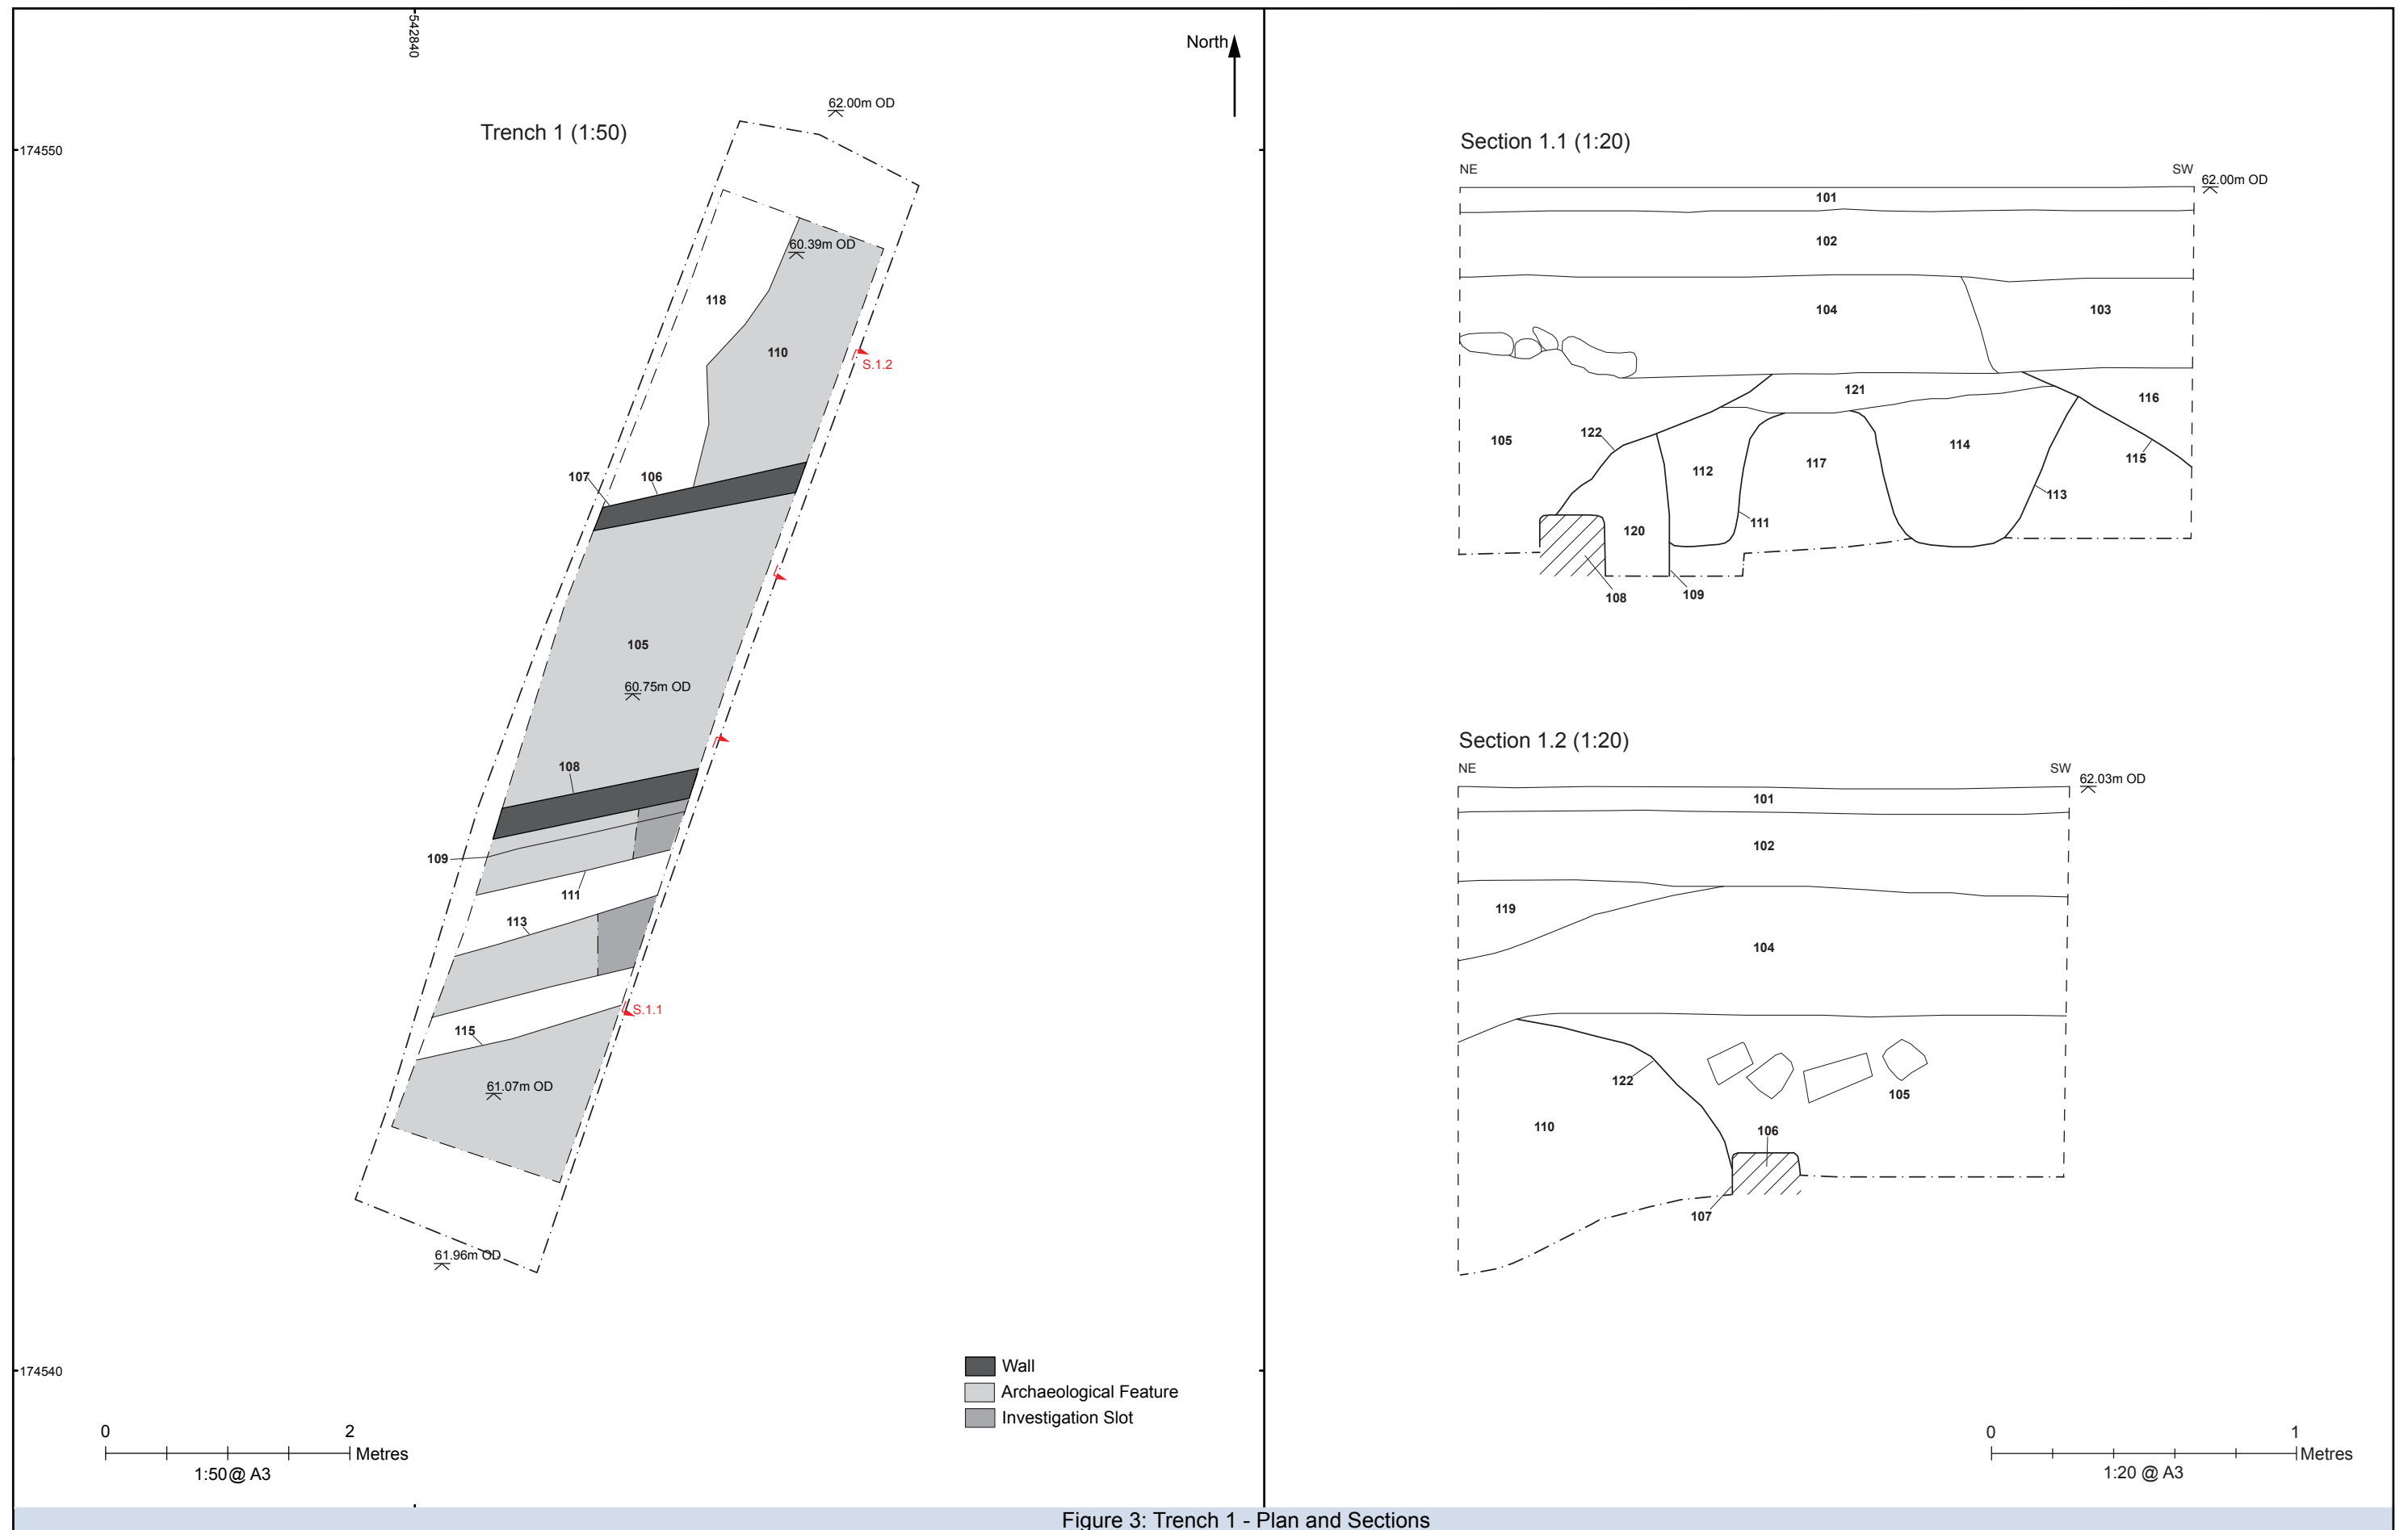 542840
North
62.00m OD
Trench 1 (1:50)
174550
60.39m OD
118
110
S.1.2
107
106
105
60.75m OD
108
109
111
113
S.1.1
115
61.07m OD
61.96m OD
174540
Wall
Archaeological Feature
Investigation Slot
0 2
Metres
1:50@ A3
Section 1.1 (1:20)
NE SW
62.00m OD
101
102
104 103
121
116
122 105 114
115
112 117
113
111
120
108 109
Section 1.2 (1:20)
NE SW
62.03m OD
101
102
119
104
122
105
110 106
107
0 1
Metres
1:20 @ A3
Figure 3: Trench 1 - Plan and Sections